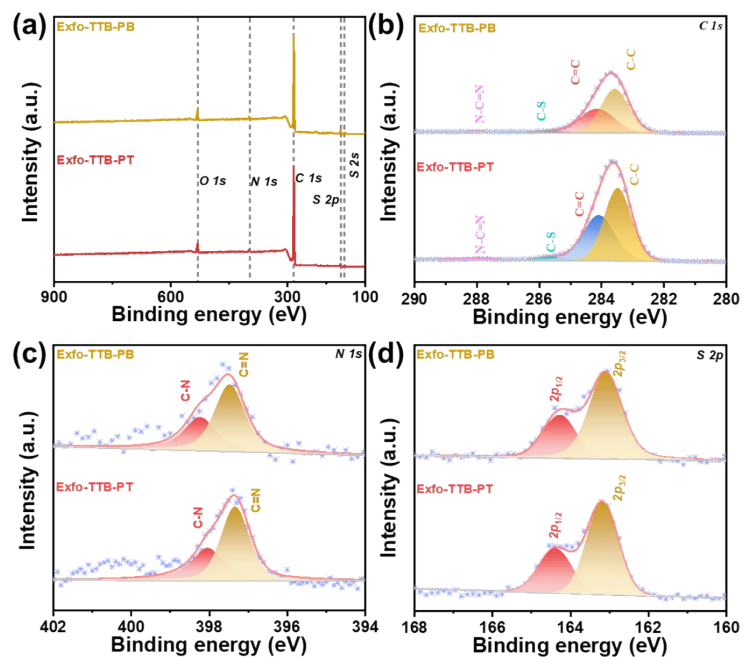 (a)
Exfo-TTB-PB
Exfo-TTB-PT
O 1s
N 1s
C 1s
S 2p
S 2s
Intensity (a.u.)
900 600 300 100
Binding energy (eV)
(b)
Exfo-TTB-PB
C 1s
N-C=N
C-S
C=C
C-C
Exfo-TTB-PT
N-C=N
C-S
C=C
C-C
Intensity (a.u.)
290 288 286 284 282 280
Binding energy (eV)
(c)
Exfo-TTB-PB
N 1s
C-N
C=N
Exfo-TTB-PT
C-N
C=N
Intensity (a.u.)
402 400 398 396 394
Binding energy (eV)
(d)
Exfo-TTB-PB
S 2p
2p1/2
2p3/2
Exfo-TTB-PT
2p1/2
2p3/2
Intensity (a.u.)
168 166 164 162 160
Binding energy (eV)